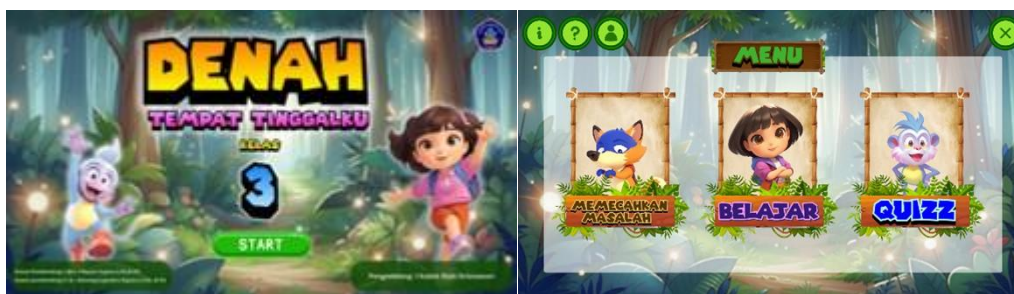 DENAH
TEMPAT TINGGALKU
KELAS
3
START
MENU
MEMECAHKAN
MASALAH
BELAJAR
QUIZZ